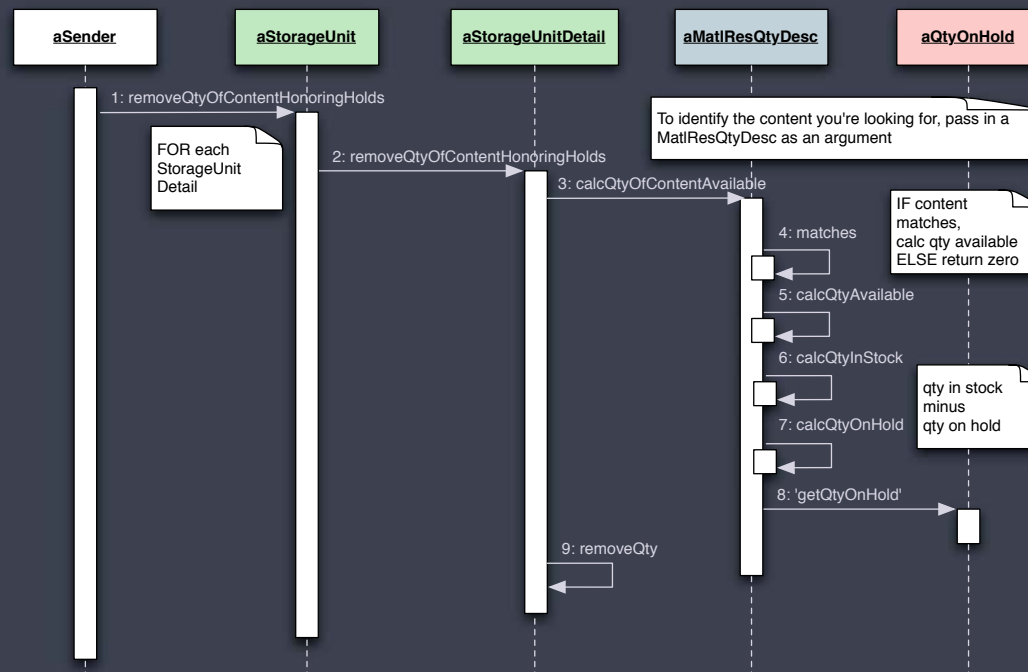 aSender
aStorageUnit
aStorageUnitDetail
aMatlResQtyDesc
aQtyOnHold
1: removeQtyOfContentHonoringHolds
To identify the content you're looking for, pass in a
MatlResQtyDesc as an argument
FOR each
StorageUnit
Detail
2: removeQtyOfContentHonoringHolds
3: calcQtyOfContentAvailable
IF content
matches,
calc qty available
ELSE return zero
4: matches
5: calcQtyAvailable
6: calcQtyInStock
qty in stock
minus
qty on hold
7: calcQtyOnHold
8: 'getQtyOnHold'
9: removeQty